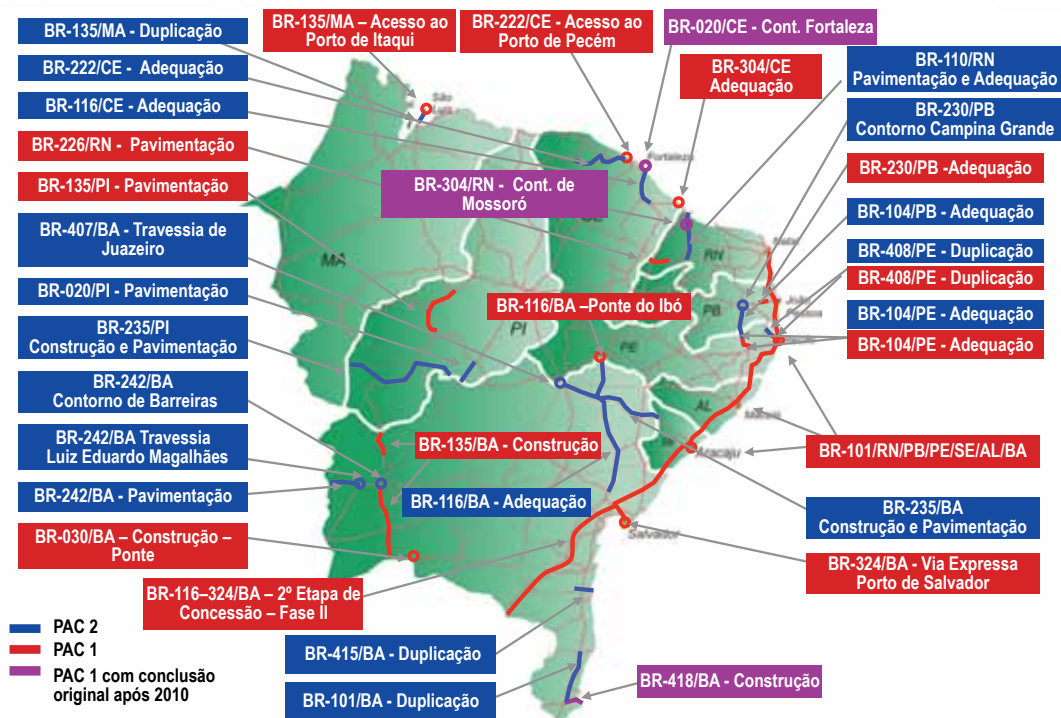 BR-135/MA - Duplicação
BR-222/CE - Adequação
BR-116/CE - Adequação
BR-226/RN - Pavimentação
BR-135/PI - Pavimentação
BR-407/BA - Travessia de
Juazeiro
BR-020/PI - Pavimentação
BR-235/PI
Construção e Pavimentação
BR-242/BA
Contorno de Barreiras
BR-242/BA Travessia
Luiz Eduardo Magalhães
BR-242/BA - Pavimentação
BR-030/BA – Construção –
Ponte
BR-116–324/BA – 2º Etapa de
Concessão – Fase II
BR-415/BA - Duplicação
BR-101/BA - Duplicação
BR-135/MA – Acesso ao
Porto de Itaqui
BR-222/CE - Acesso ao
Porto de Pecém
BR-020/CE - Cont. Fortaleza
BR-304/CE
Adequação
BR-304/RN - Cont. de
Mossoró
BR-116/BA –Ponte do Ibó
BR-135/BA - Construção
BR-116/BA - Adequação
BR-110/RN
Pavimentação e Adequação
BR-230/PB
Contorno Campina Grande
BR-230/PB -Adequação
BR-104/PB - Adequação
BR-408/PE - Duplicação
BR-408/PE - Duplicação
BR-104/PE - Adequação
BR-104/PE - Adequação
BR-101/RN/PB/PE/SE/AL/BA
BR-235/BA
Construção e Pavimentação
BR-324/BA - Via Expressa
Porto de Salvador
BR-418/BA - Construção
São
Luís
Fortaleza
Natal
João
Pessoa
Maceió
Aracaju
Salvador
MA
PI
CE
RN
PB
PE
AL
PAC 2
PAC 1
PAC 1 com conclusão
original após 2010